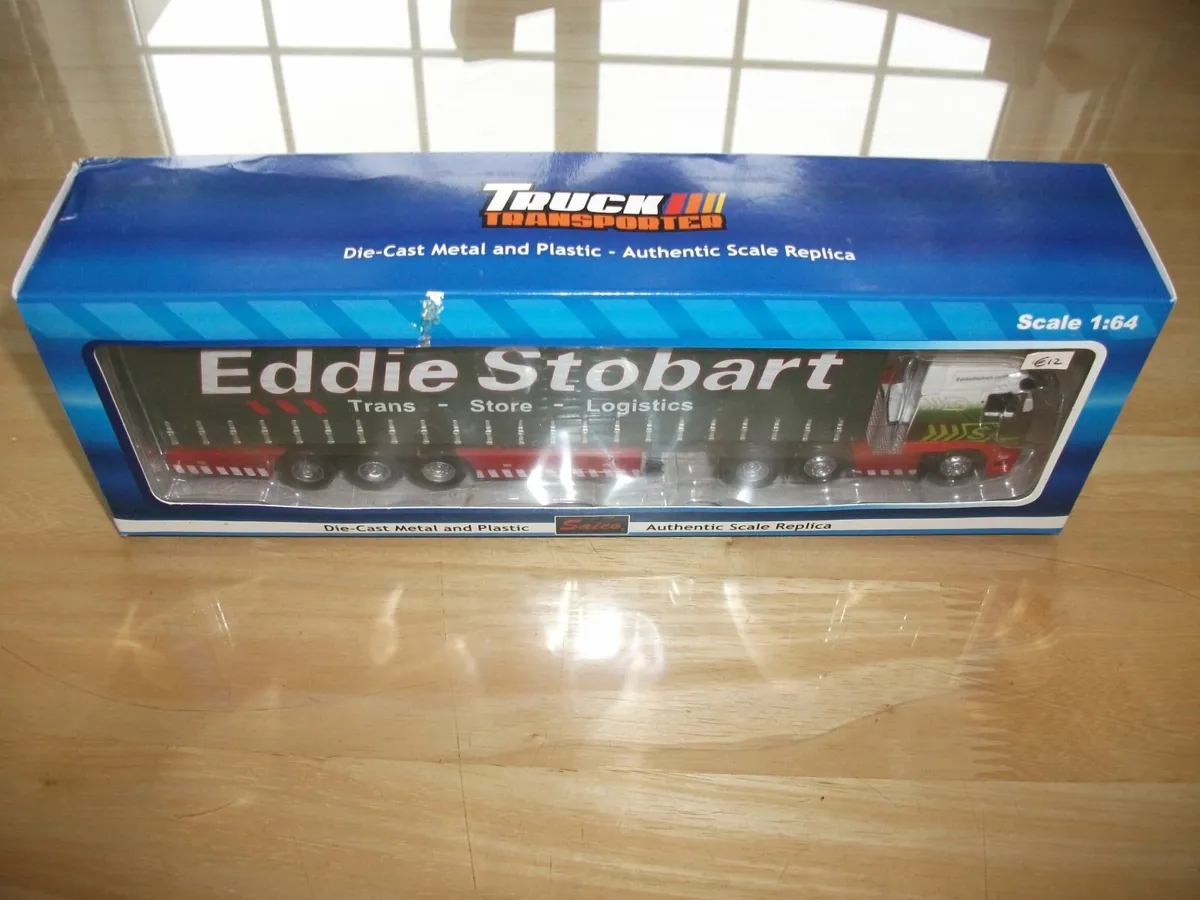 TRUCK
TRANSPORTER
Die-Cast Metal and Plastic - Authentic Scale Replica
Scale 1:64
€12
Eddie Stobart
Trans - Store - Logistics
Die-Cast Metal and Plastic Saico Authentic Scale Replica